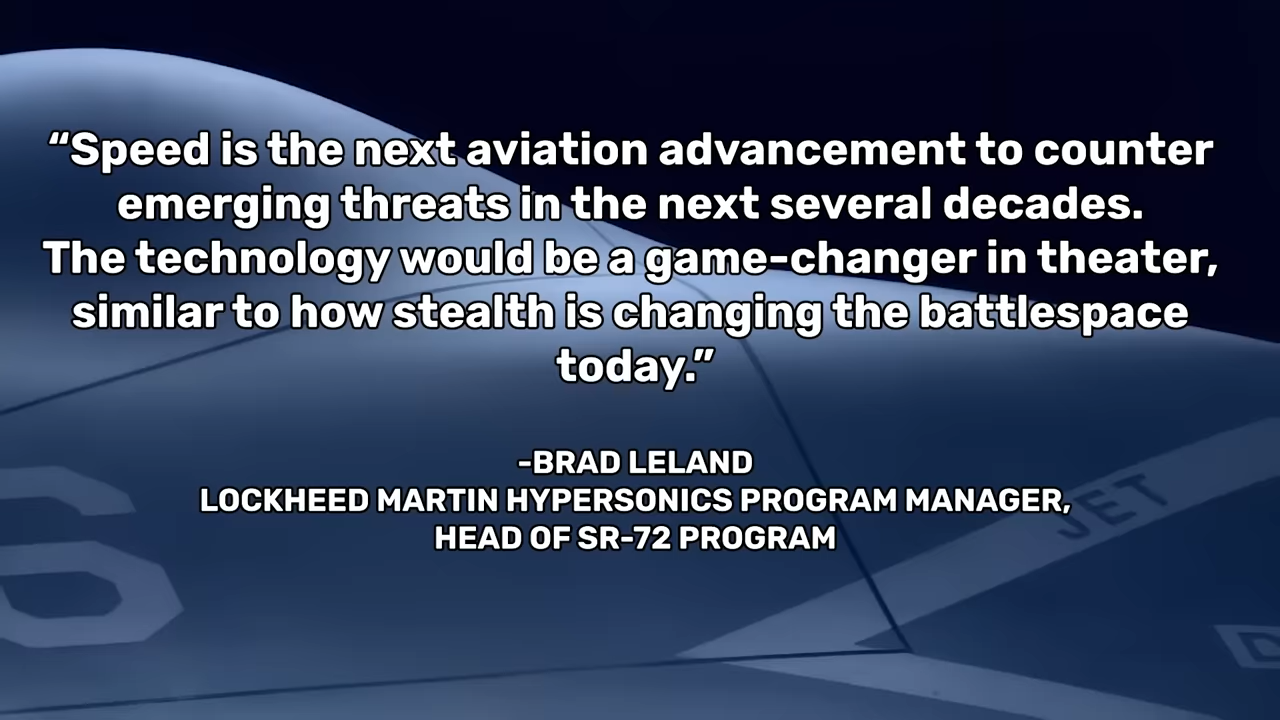 “Speed is the next aviation advancement to counter
emerging threats in the next several decades.
The technology would be a game-changer in theater,
similar to how stealth is changing the battlespace
today.”
-BRAD LELAND
LOCKHEED MARTIN HYPERSONICS PROGRAM MANAGER,
HEAD OF SR-72 PROGRAM
JET